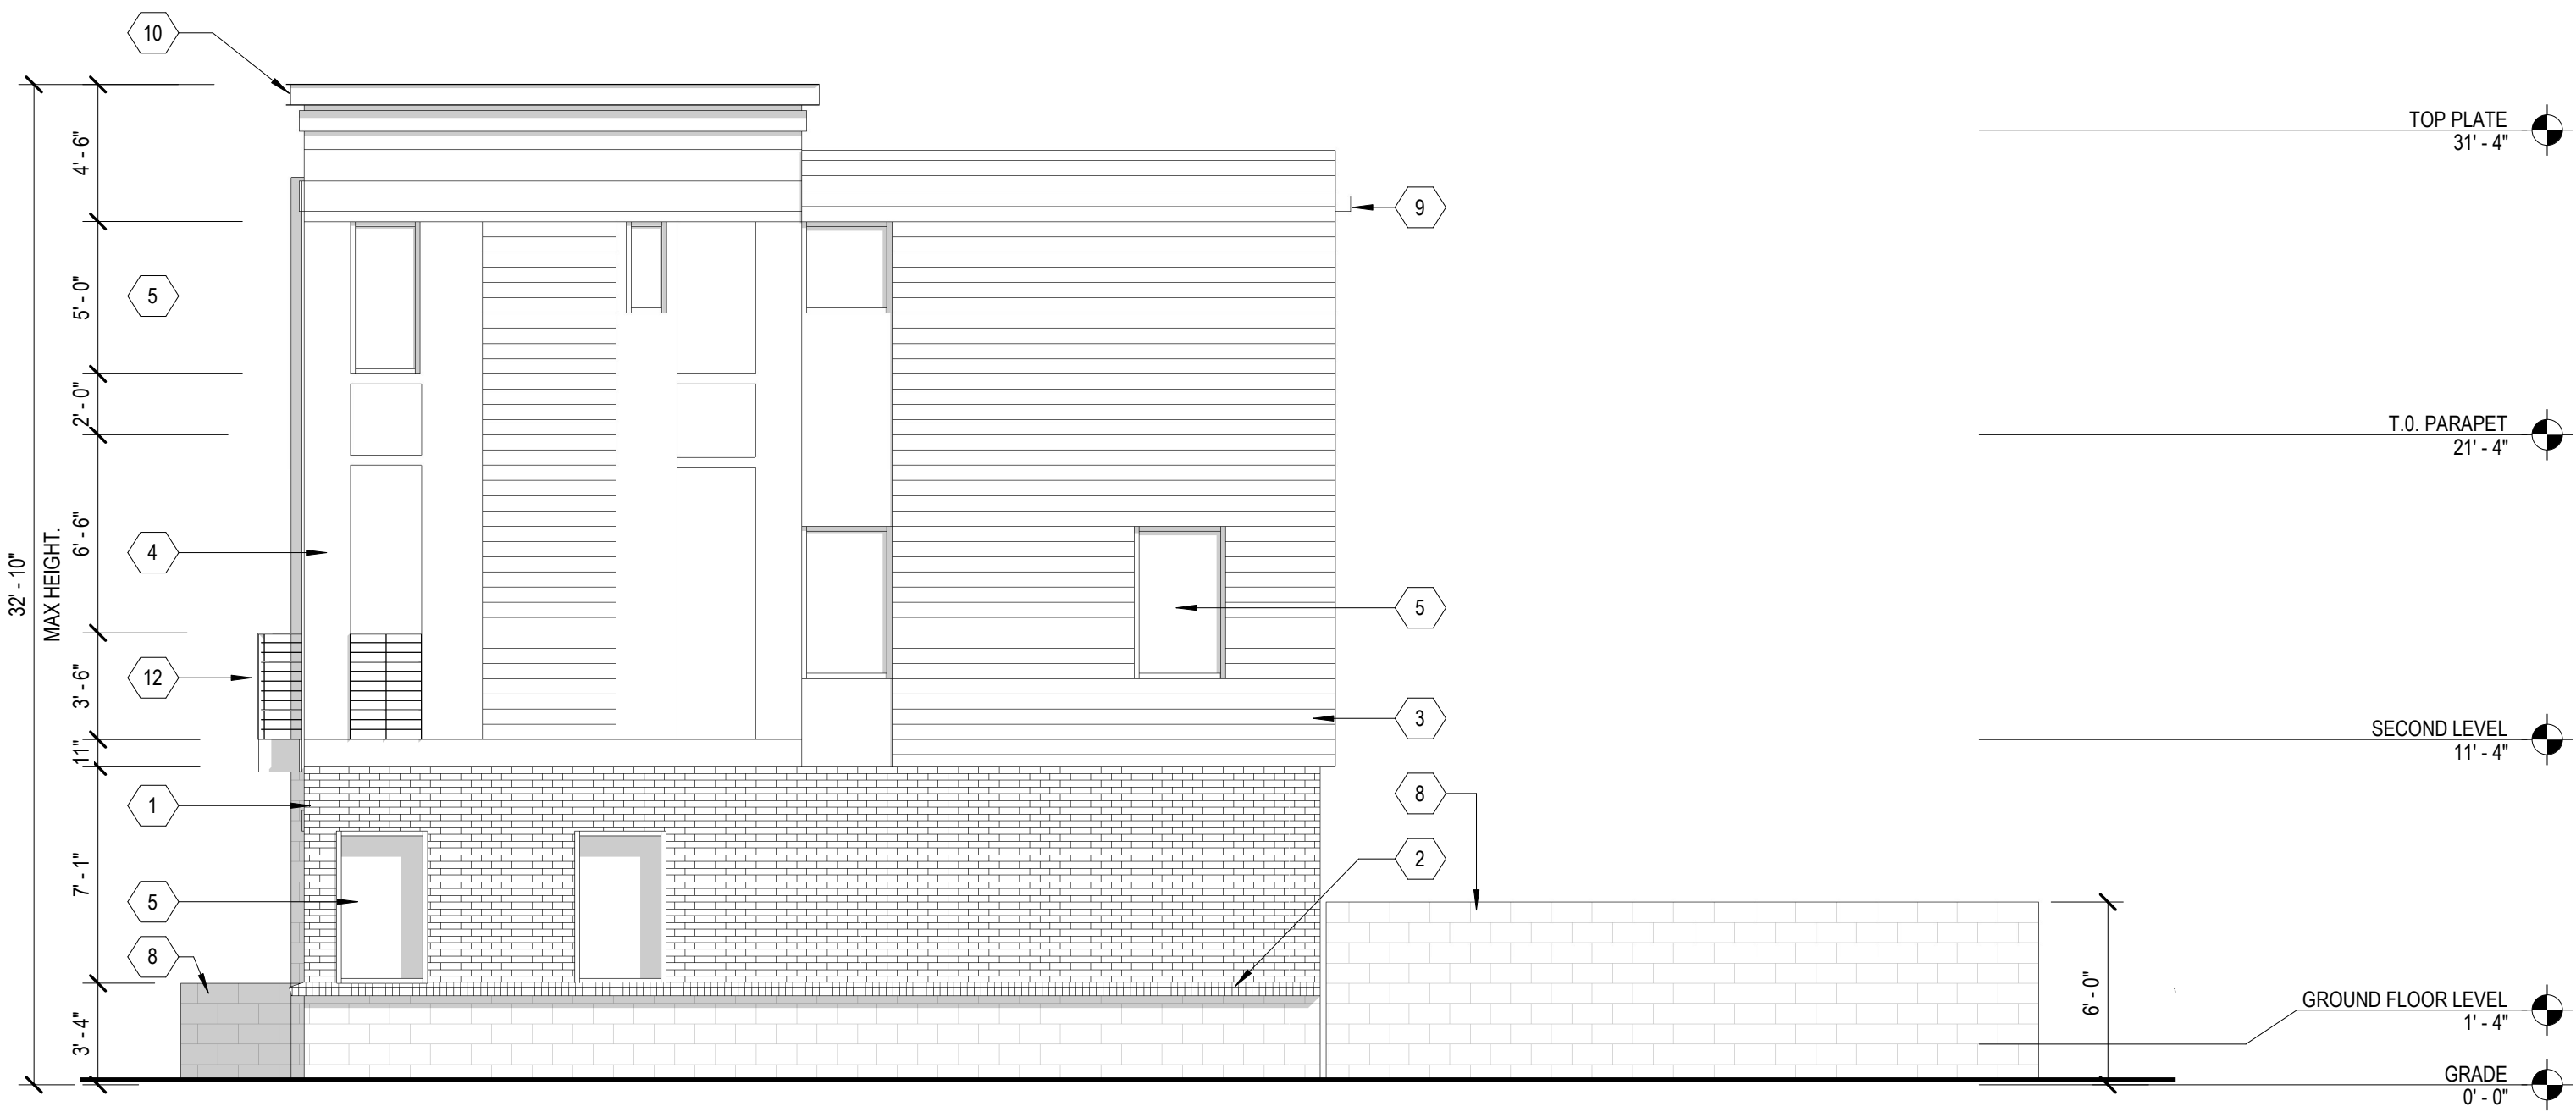 10
TOP PLATE
31' - 4"
4' - 6"
9
5' - 0"
5
2' - 0"
T.0. PARAPET
21' - 4"
32' - 10"
MAX HEIGHT.
6' - 6"
4
5
3' - 6"
12
3
11"
SECOND LEVEL
11' - 4"
1
8
2
7' - 1"
5
8
6' - 0"
GROUND FLOOR LEVEL
1' - 4"
3' - 4"
GRADE
0' - 0"